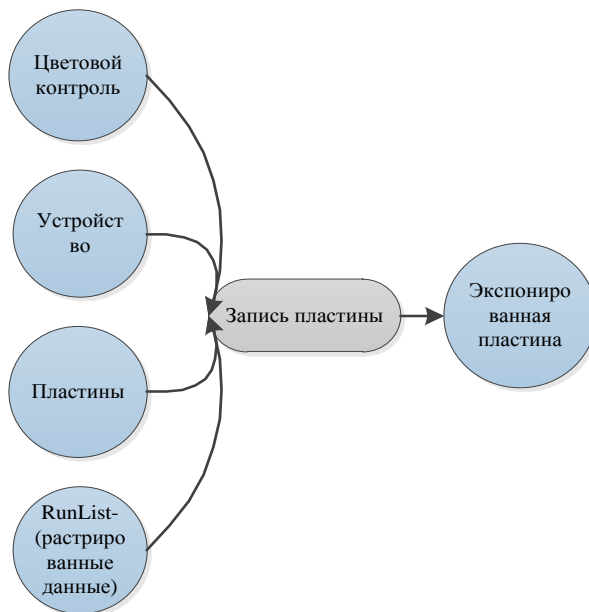 Цветовой
контроль
Устройст
во
Запись пластины
Экспониро
ванная
пластина
Пластины
RunList-
(растриро
ванные
данные)